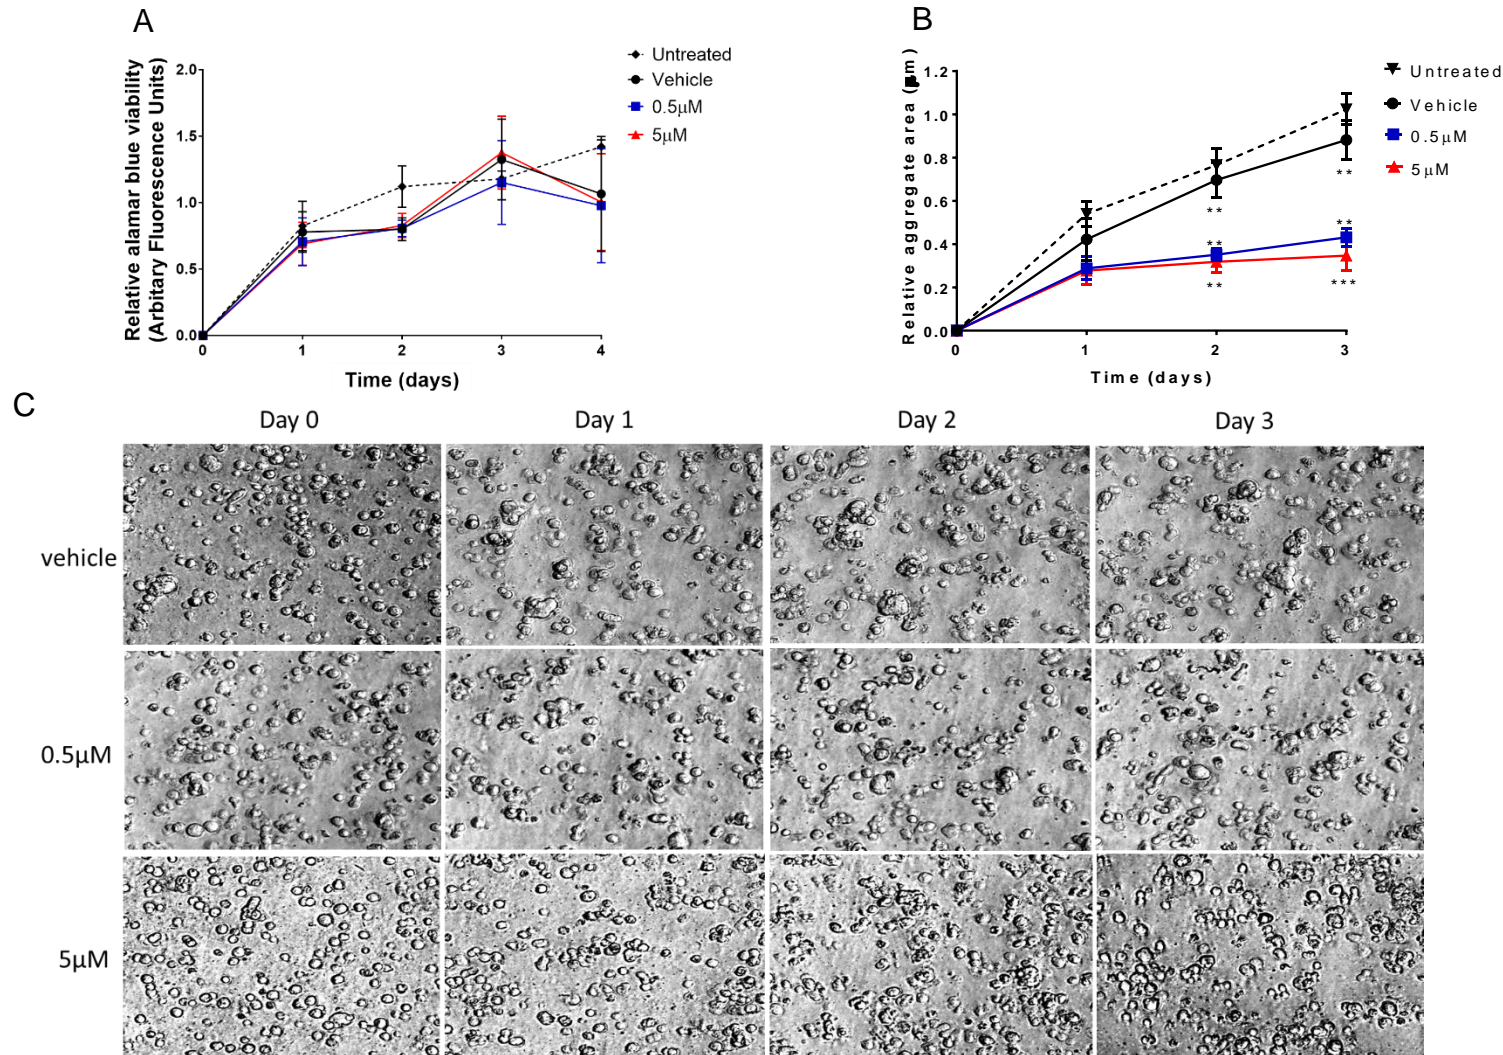 A
Relative alamar blue viability
(Arbitary Fluorescence Units)
2.0
1.5
1.0
0.5
0.0
0 1 2 3 4
Time (days)
Untreated
Vehicle
0.5µM
5µM
B
Relative aggregate area (µm)
1.2
1.0
0.8
0.6
0.4
0.2
0.0
0 1 2 3
Time (days)
**
**
**
**
**
***
Untreated
Vehicle
0.5µM
5µM
C
Day 0 Day 1 Day 2 Day 3
vehicle
0.5µM
5µM